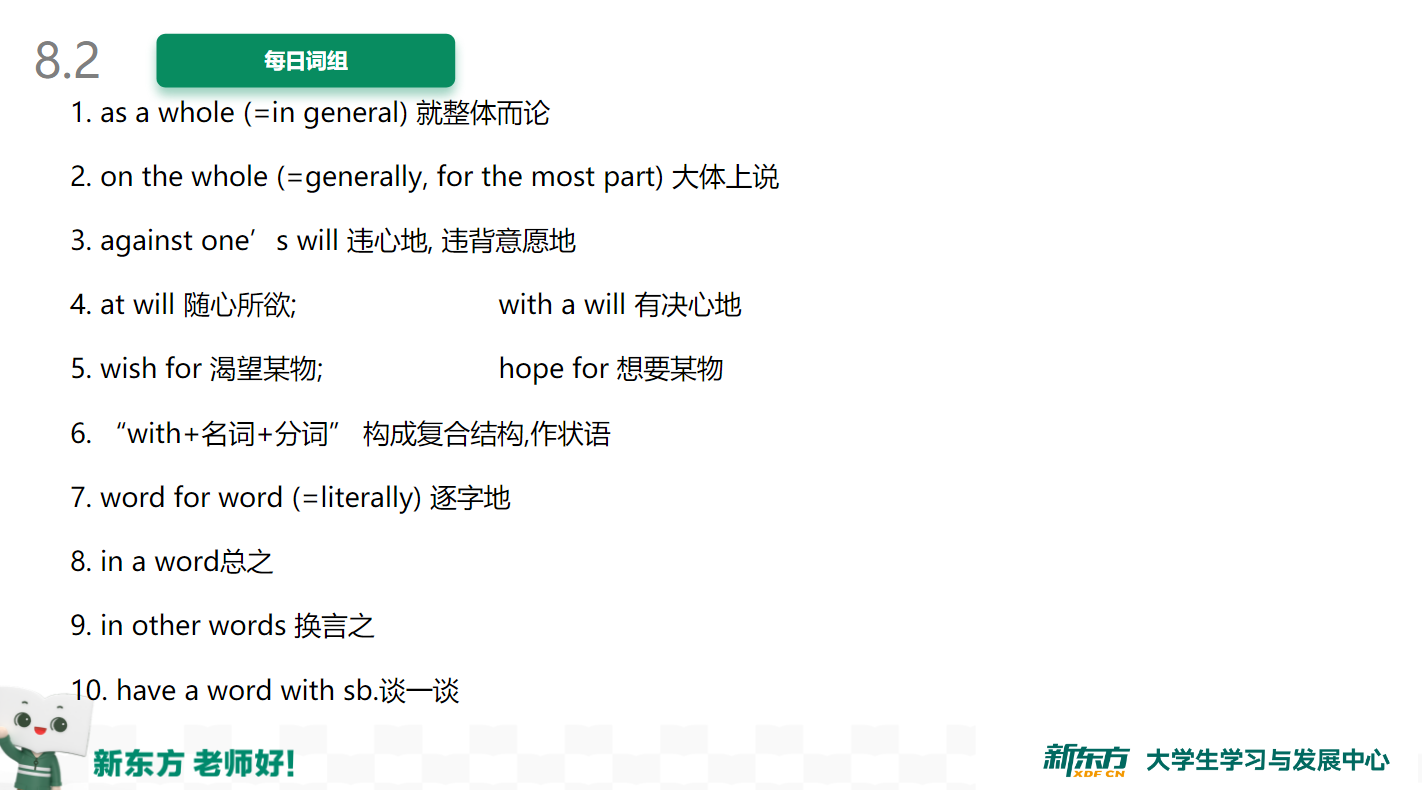 8.2
每日词组
1. as a whole (=in general) 就整体而论
2. on the whole (=generally, for the most part) 大体上说
3. against one’s will 违心地, 违背意愿地
4. at will 随心所欲; with a will 有决心地
5. wish for 渴望某物; hope for 想要某物
6. “with+名词+分词” 构成复合结构,作状语
7. word for word (=literally) 逐字地
8. in a word总之
9. in other words 换言之
10. have a word with sb.谈一谈
新东方 老师好!
新东方 XDF.CN 大学生学习与发展中心